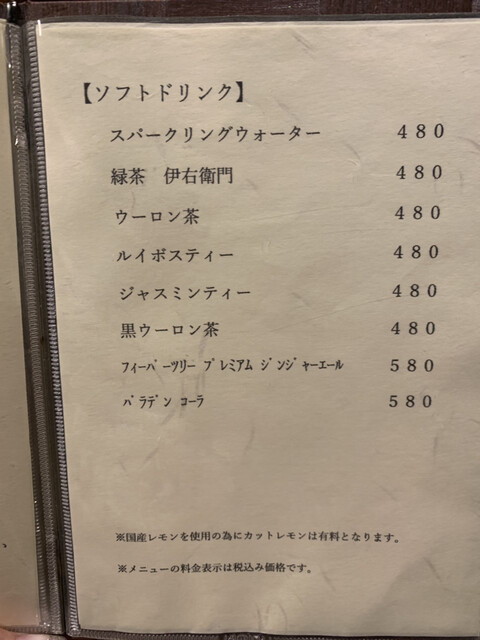 【ソフトドリンク】
スパークリングウォーター　480
緑茶　伊右衛門　480
ウーロン茶　480
ルイボスティー　480
ジャスミンティー　480
黒ウーロン茶　480
ﾌｨｰﾊﾞｰﾂﾘｰ ﾌﾟﾚﾐｱﾑ ｼﾞﾝｼﾞｬｰｴｰﾙ　580
ﾊﾟﾗﾃﾞﾝ ｺｰﾗ　580
※国産レモンを使用の為にカットレモンは有料となります。
※メニューの料金表示は税込み価格です。